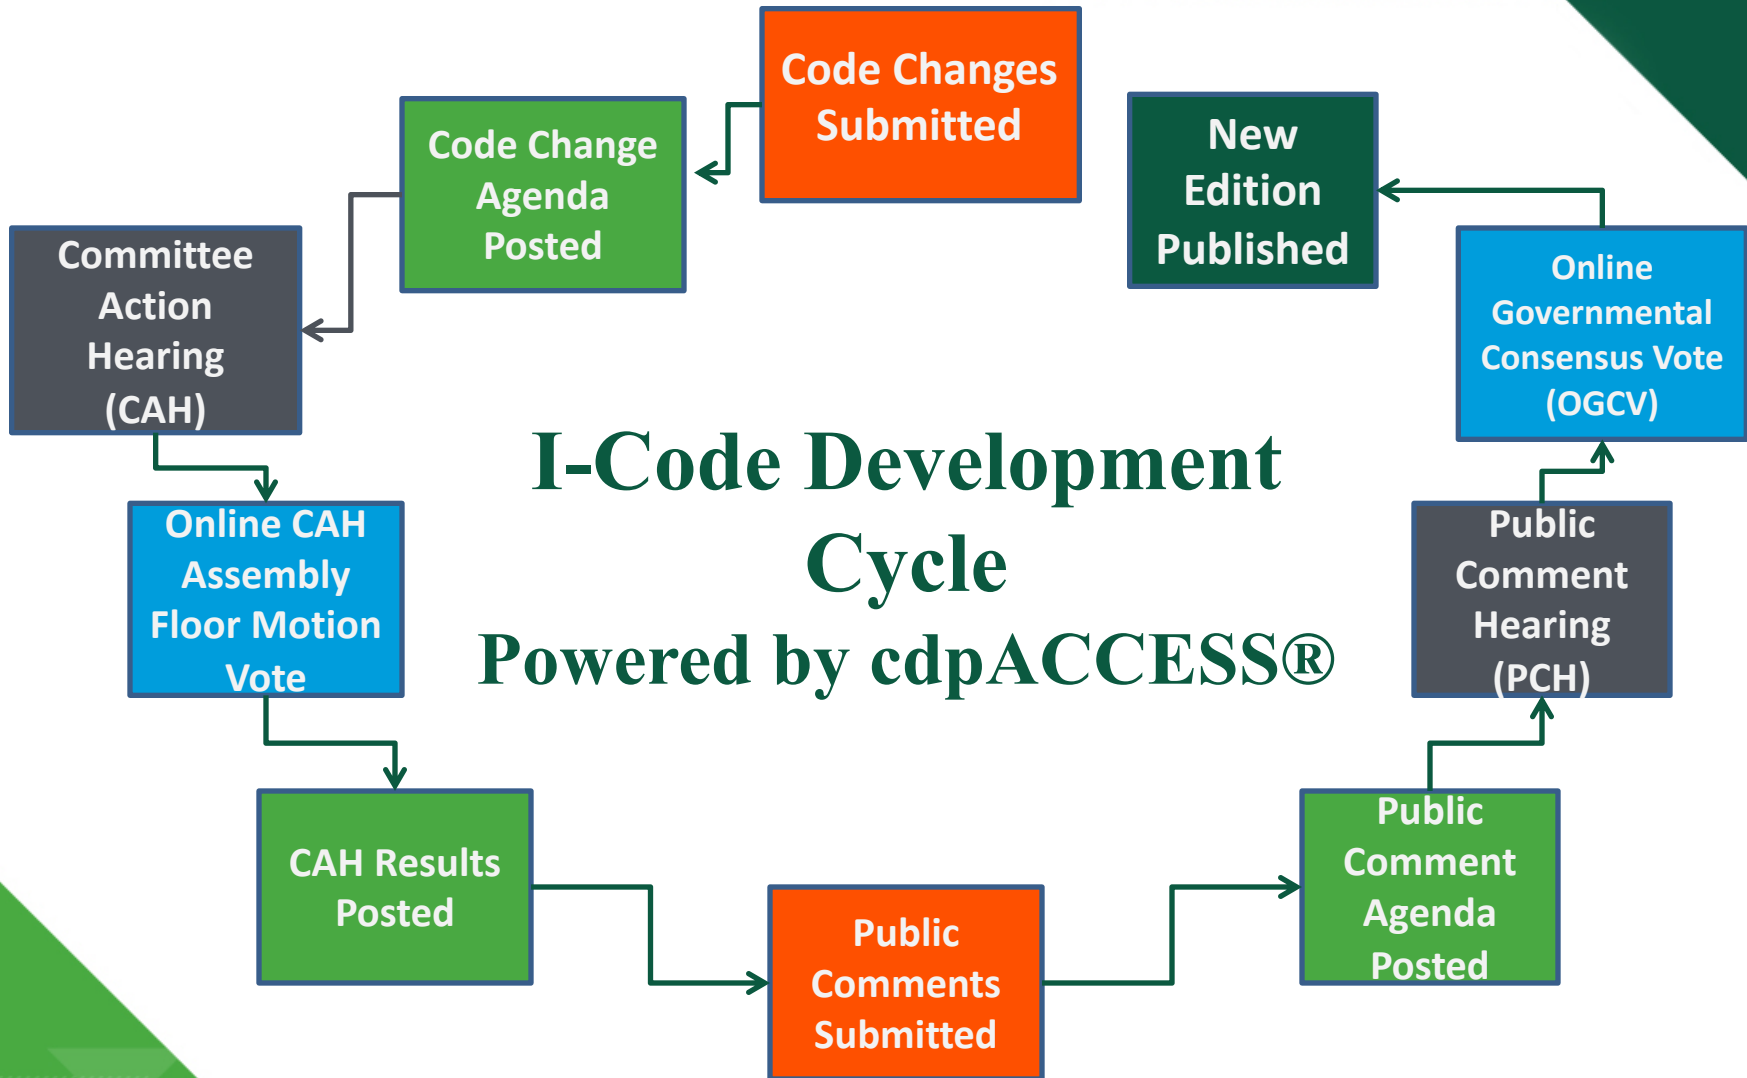 Code Changes
Submitted
Code Change
Agenda
Posted
Committee
Action
Hearing
(CAH)
Online CAH
Assembly
Floor Motion
Vote
CAH Results
Posted
Public
Comments
Submitted
Public
Comment
Agenda
Posted
Public
Comment
Hearing
(PCH)
Online
Governmental
Consensus Vote
(OGCV)
New
Edition
Published
I-Code Development
Cycle
Powered by cdpACCESS®